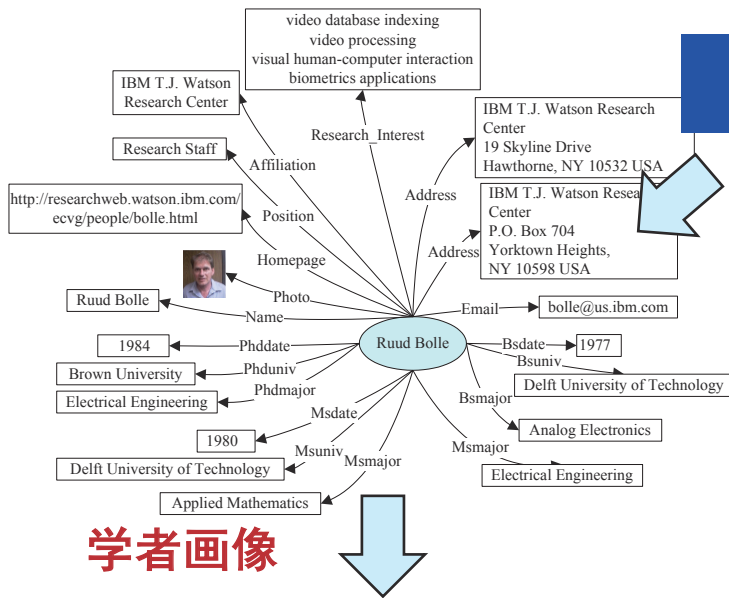 video database indexing
video processing
visual human-computer interaction
biometrics applications
IBM T.J. Watson
Research Center
Research_Interest
IBM T.J. Watson Research
Center
19 Skyline Drive
Hawthorne, NY 10532 USA
Research Staff
Affiliation
Address
http://researchweb.watson.ibm.com/
ecvg/people/bolle.html
Position
IBM T.J. Watson
Center
P.O. Box 704
Yorktown Heights,
NY 10598 USA
Homepage
Address
Photo
Ruud Bolle
Name
Email
bolle@us.ibm.com
1984
Phddate
Ruud Bolle
Bsdate
1977
Brown University
Phduniv
Bsuniv
Delft University of Technology
Electrical Engineering
Phdmajor
Bsmajor
Msdate
1980
Analog Electronics
Msuniv
Msmajor
Msmajor
Delft University of Technology
Electrical Engineering
Applied Mathematics
学者画像